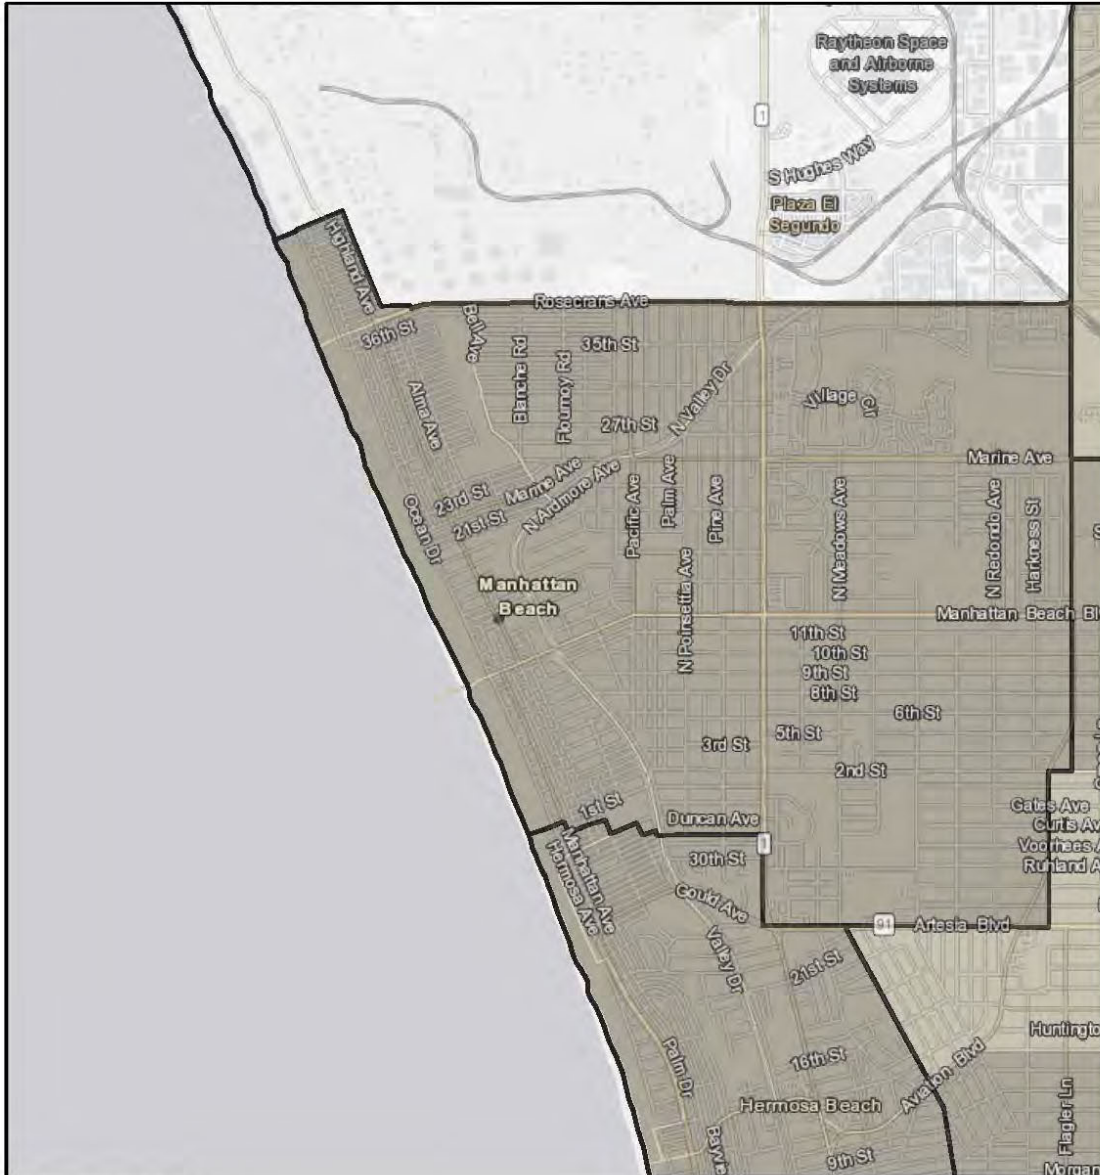 Raytheon Space
and Airborne
Systems
1
S Hughes Way
Plaza El
Segundo
Highland Ave
Rosecrans Ave
36th St
Bell Ave
35th St
Blanche Rd
Flournoy Rd
N Valley Dr
Village Cir
Alma Ave
27th St
Marine Ave
23rd St
Marine Ave
21st St
N Ardmore Ave
Ocean Dr
Pacific Ave
Palm Ave
Pine Ave
N Meadows Ave
N Redondo Ave
Harkness St
Manhattan
Beach
N Poinsettia Ave
Manhattan Beach Bl
11th St
10th St
9th St
8th St
6th St
5th St
3rd St
2nd St
1st St
Duncan Ave
Gates Ave
Curtis Av
Voorhees A
Ruhland A
1
30th St
Manhattan Ave
Hermosa Ave
Gould Ave
91
Artesia Blvd
Valley Dr
21st St
Huntingto
Palm Dr
16th St
Aviation Blvd
Hermosa Beach
Flagler Ln
9th St
Morgan